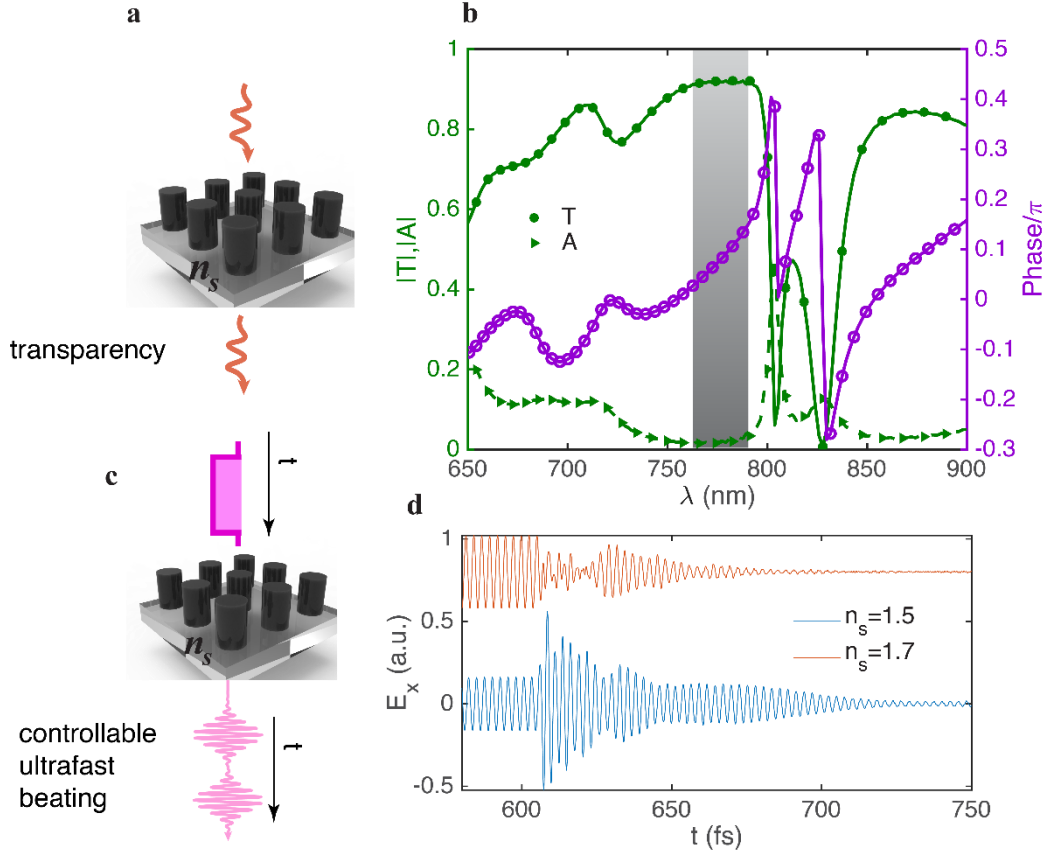 a
n_s
transparency
b
1
0.8
0.6
0.4
0.2
0
|T|,|A|
T
A
0.5
0.4
0.3
0.2
0.1
0
-0.1
-0.2
-0.3
Phase/π
650 700 750 800 850 900
λ (nm)
c
t
n_s
controllable
ultrafast
beating
t
d
1
0.5
0
-0.5
E_x (a.u.)
n_s=1.5
n_s=1.7
600 650 700 750
t (fs)